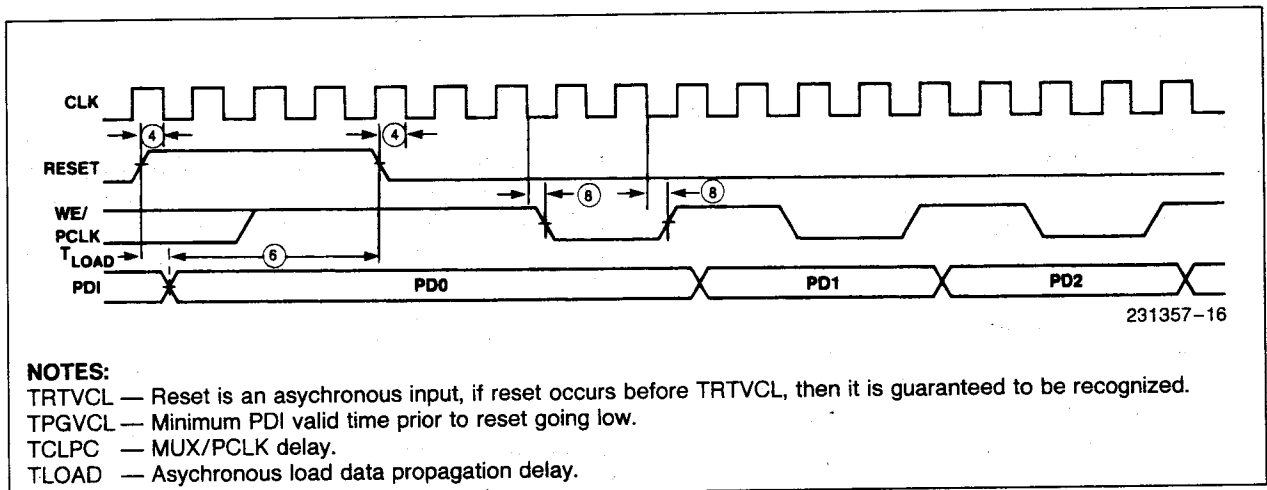 CLK
4 4
RESET
8 8
WE/
PCLK
TLOAD 6
PDI PD0 PD1 PD2
231357–16
NOTES:
TRTVCL — Reset is an asychronous input, if reset occurs before TRTVCL, then it is guaranteed to be recognized.
TPGVCL — Minimum PDI valid time prior to reset going low.
TCLPC — MUX/PCLK delay.
TLOAD — Asychronous load data propagation delay.